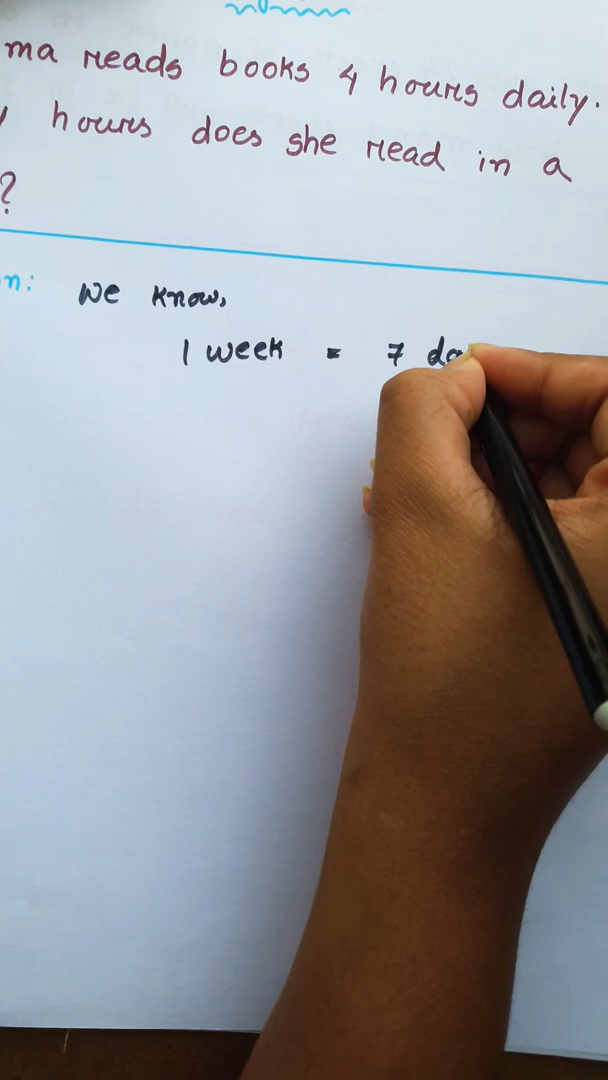 ma reads books 4 hours daily.
hours does she read in a
?
n: We know,
1 week = 7 da